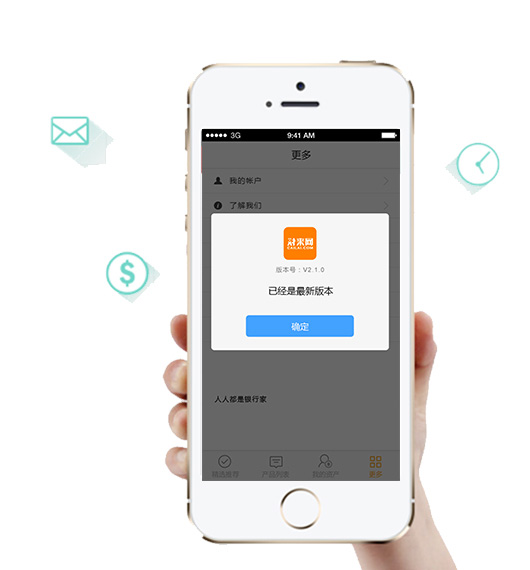 3G 9:41 AM
更多
我的帐户
了解我们
财来网
CAILAI.COM
版本号：V2.1.0
已经是最新版本
确定
人人都是银行家
精选推荐 产品列表 我的资产 更多